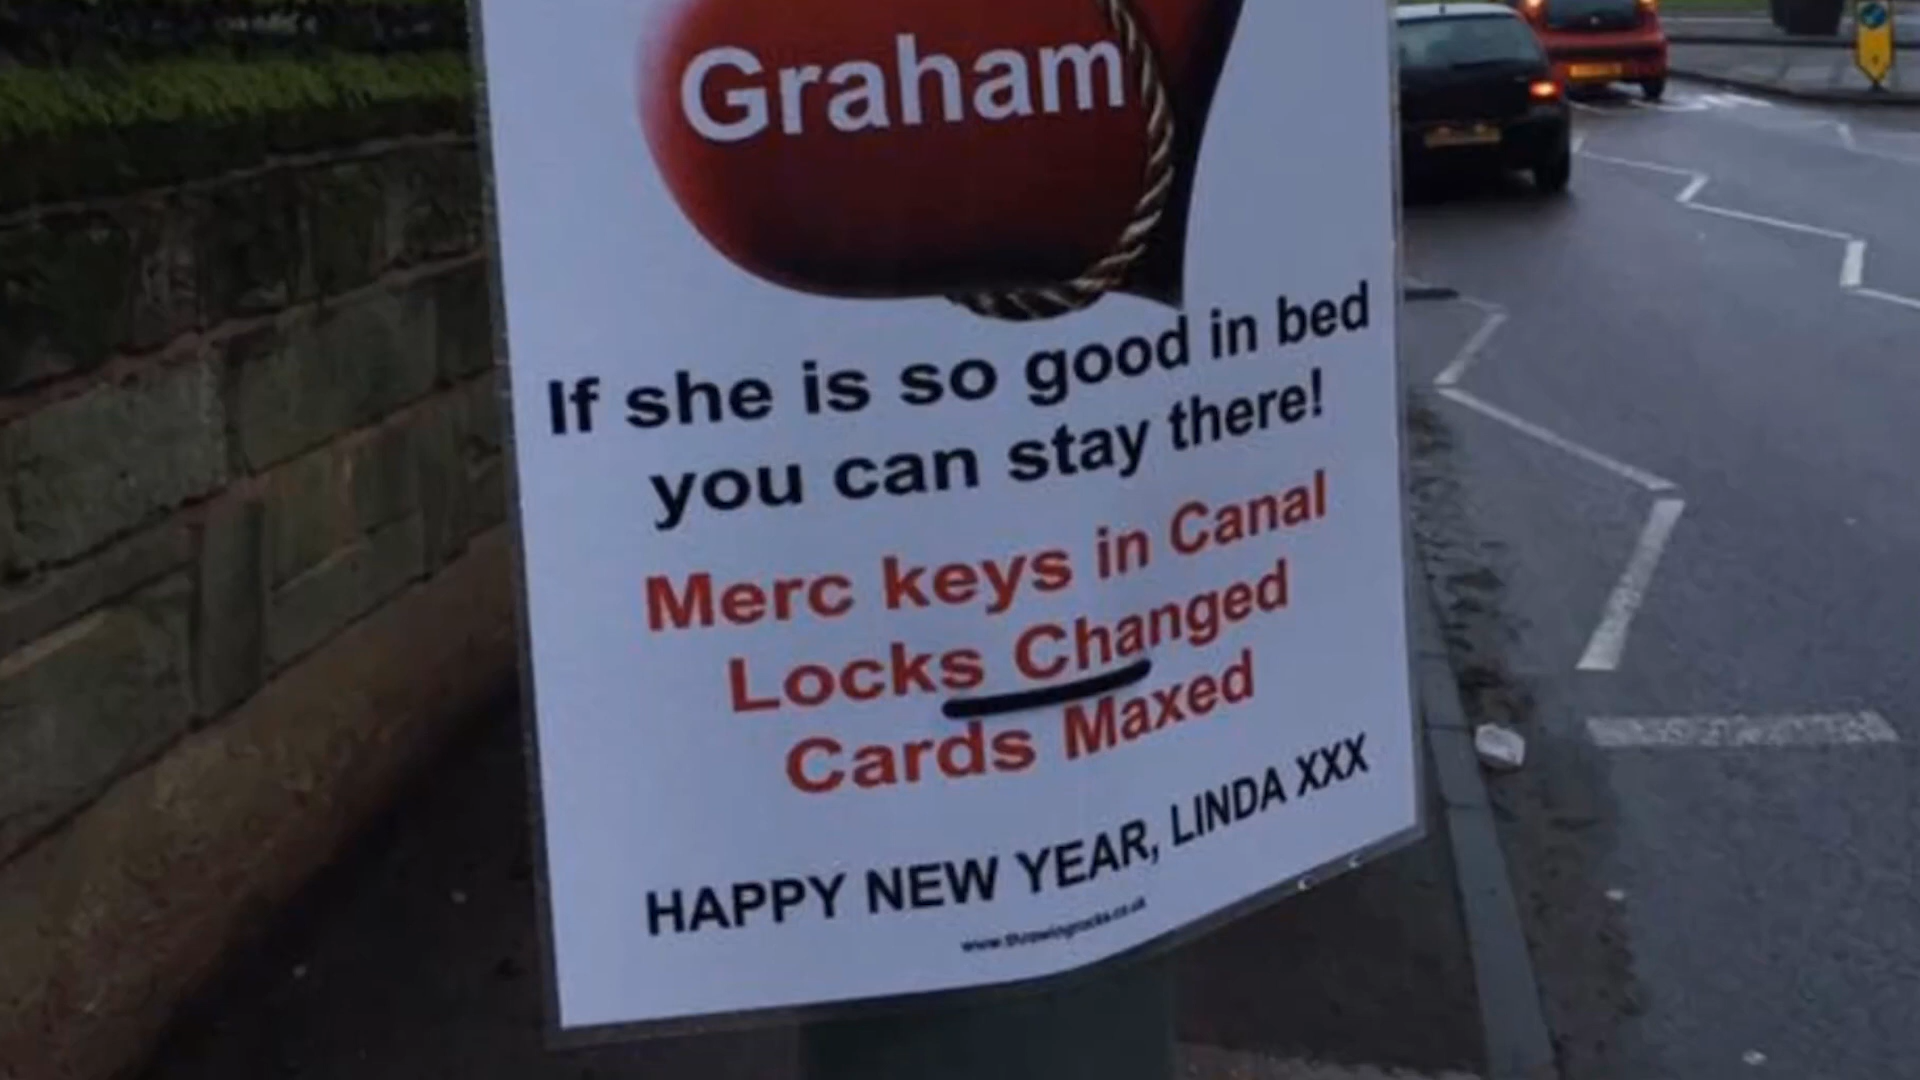 Graham
If she is so good in bed
you can stay there!
Merc keys in Canal
Locks Changed
Cards Maxed
HAPPY NEW YEAR, LINDA XXX